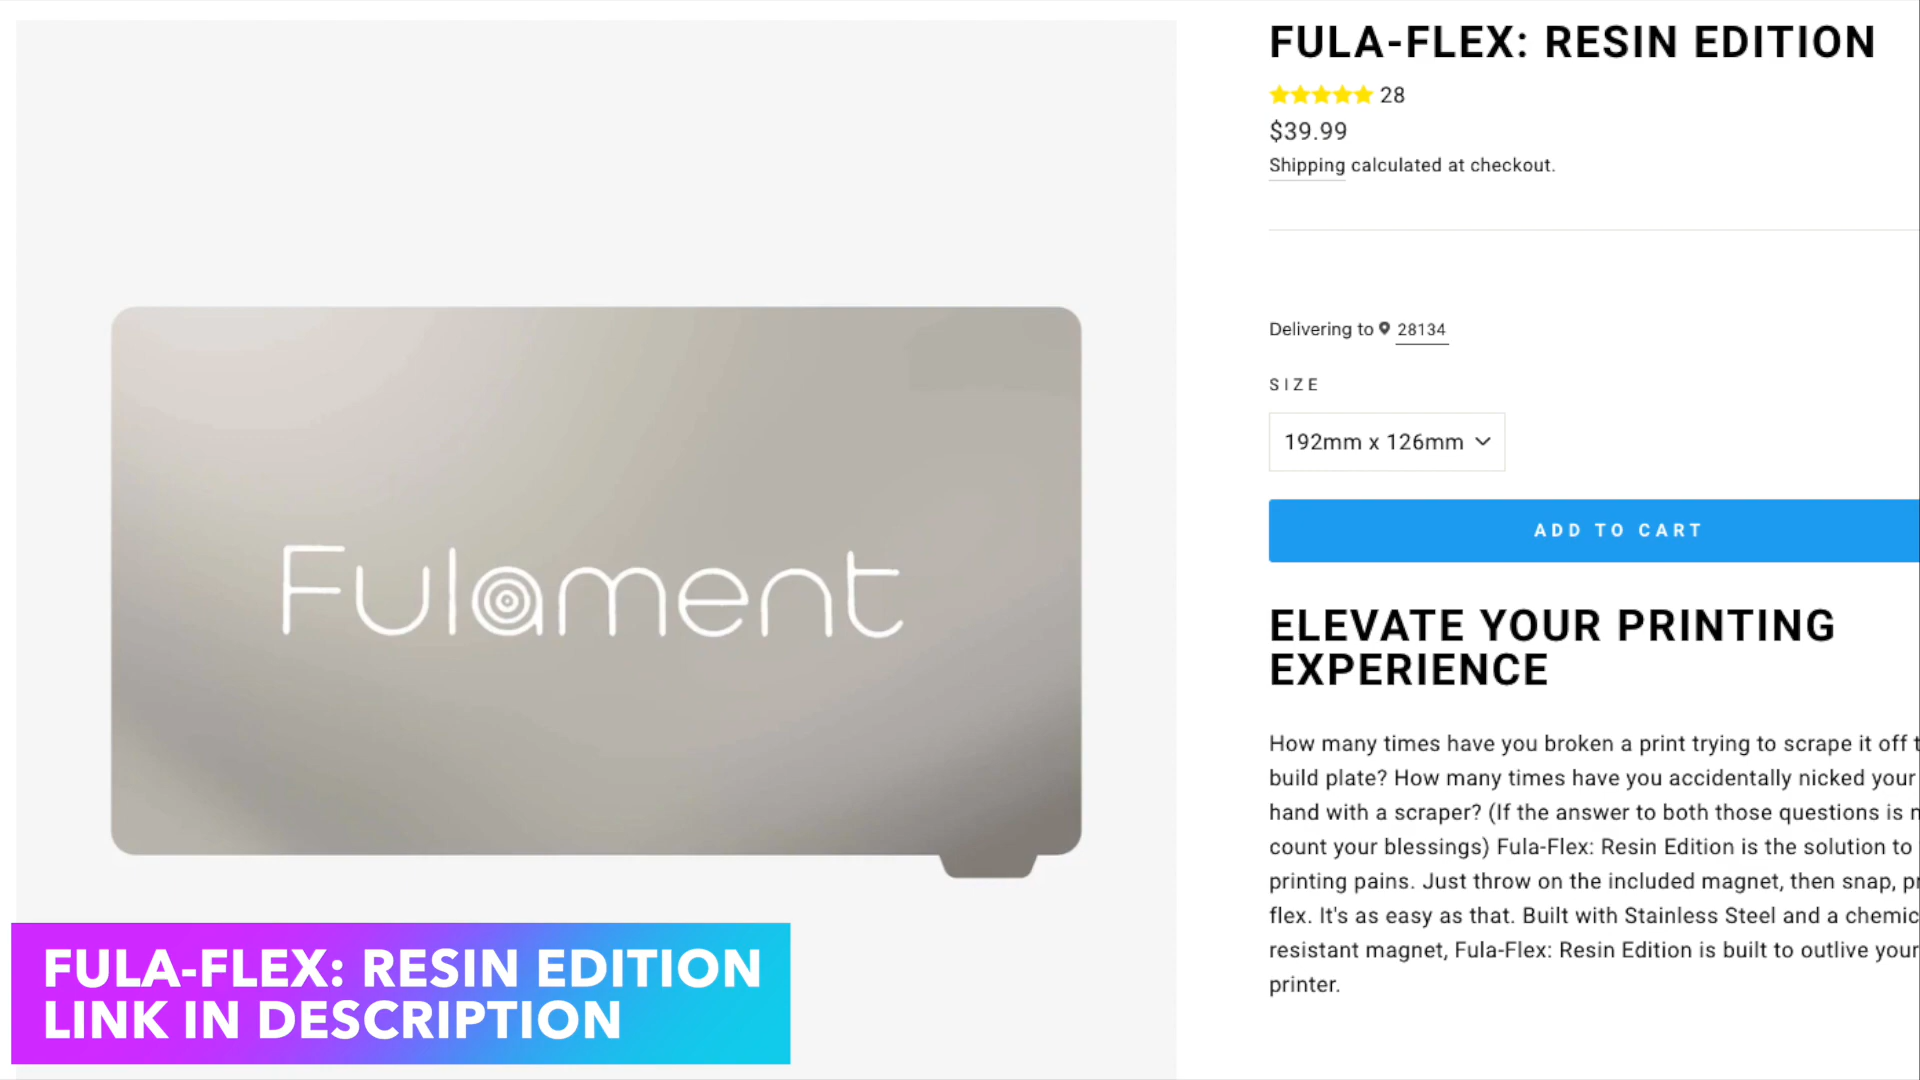 FULA-FLEX: RESIN EDITION
28
$39.99
Shipping calculated at checkout.
Delivering to 28134
SIZE
192mm x 126mm
ADD TO CART
ELEVATE YOUR PRINTING
EXPERIENCE
How many times have you broken a print trying to scrape it off
build plate? How many times have you accidentally nicked your
hand with a scraper? (If the answer to both those questions is
count your blessings) Fula-Flex: Resin Edition is the solution to
printing pains. Just throw on the included magnet, then snap,
flex. It's as easy as that. Built with Stainless Steel and a
resistant magnet, Fula-Flex: Resin Edition is built to outlive your
printer.
Fulament
FULA-FLEX: RESIN EDITION
LINK IN DESCRIPTION